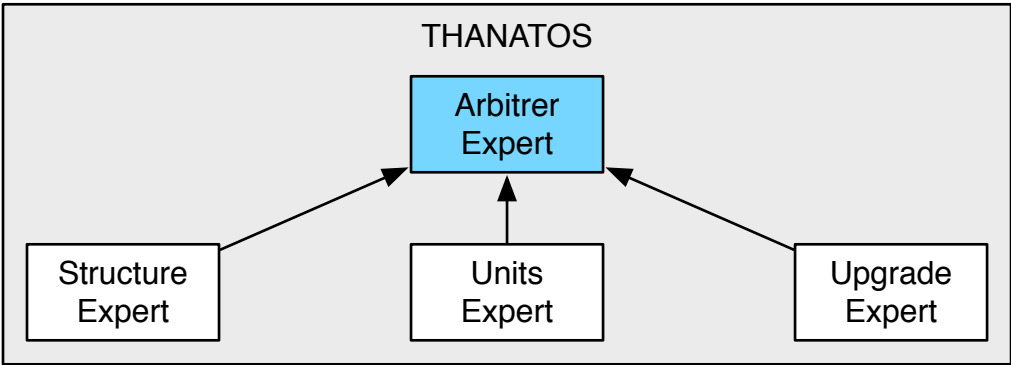 THANATOS
Arbitrer
Expert
Structure
Expert
Units
Expert
Upgrade
Expert